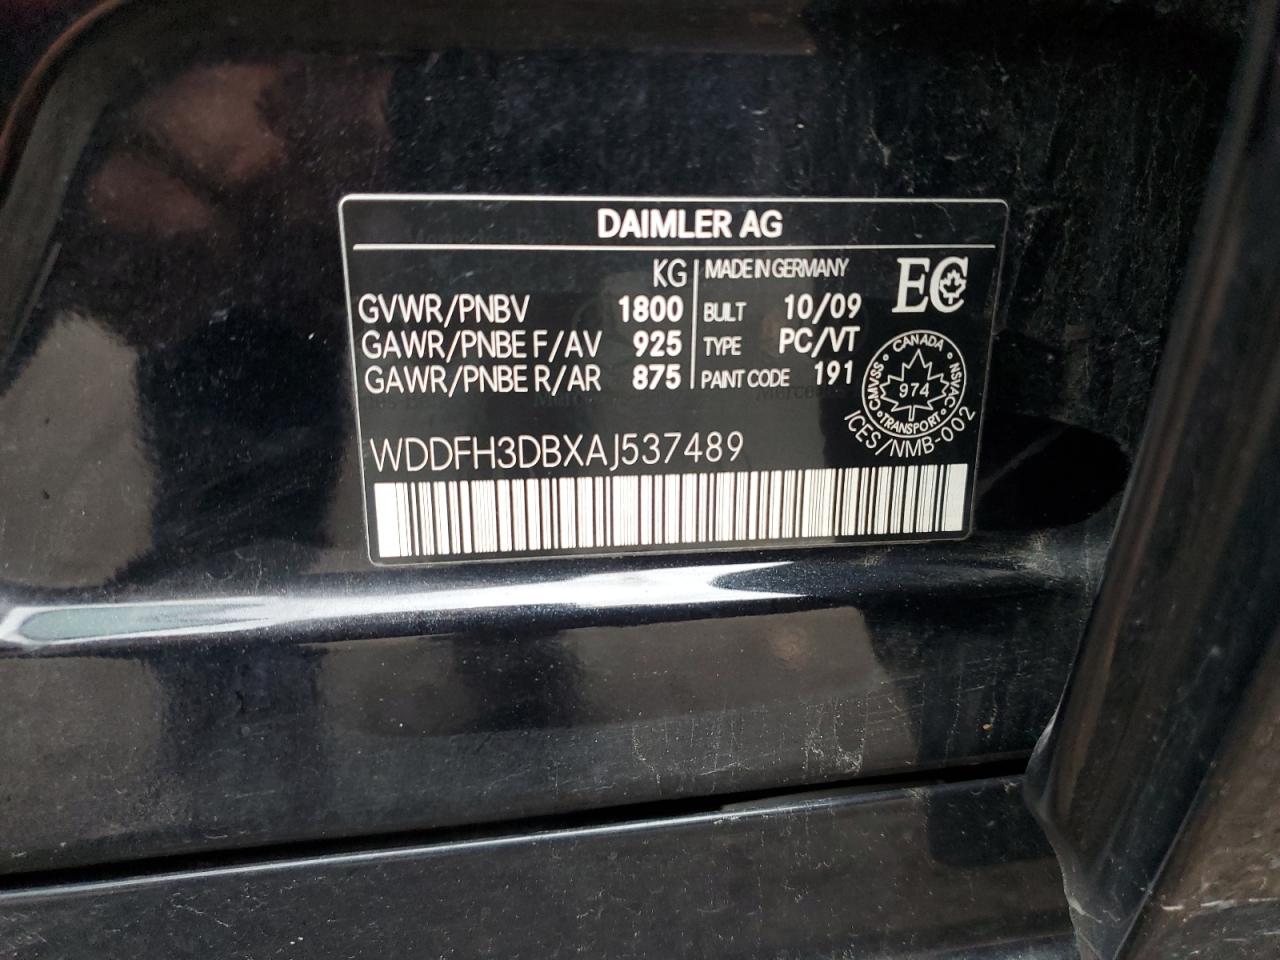 DAIMLER AG
KG
GVWR/PNBV 1800
GAWR/PNBE F/AV 925
GAWR/PNBE R/AR 875
MADE IN GERMANY
BUILT 10/09
TYPE PC/VT
PAINT CODE 191
EC
CANADA
CMVSS 974 NSVAC
TRANSPORT
ICES/NMB-002
WDDFH3DBXAJ537489